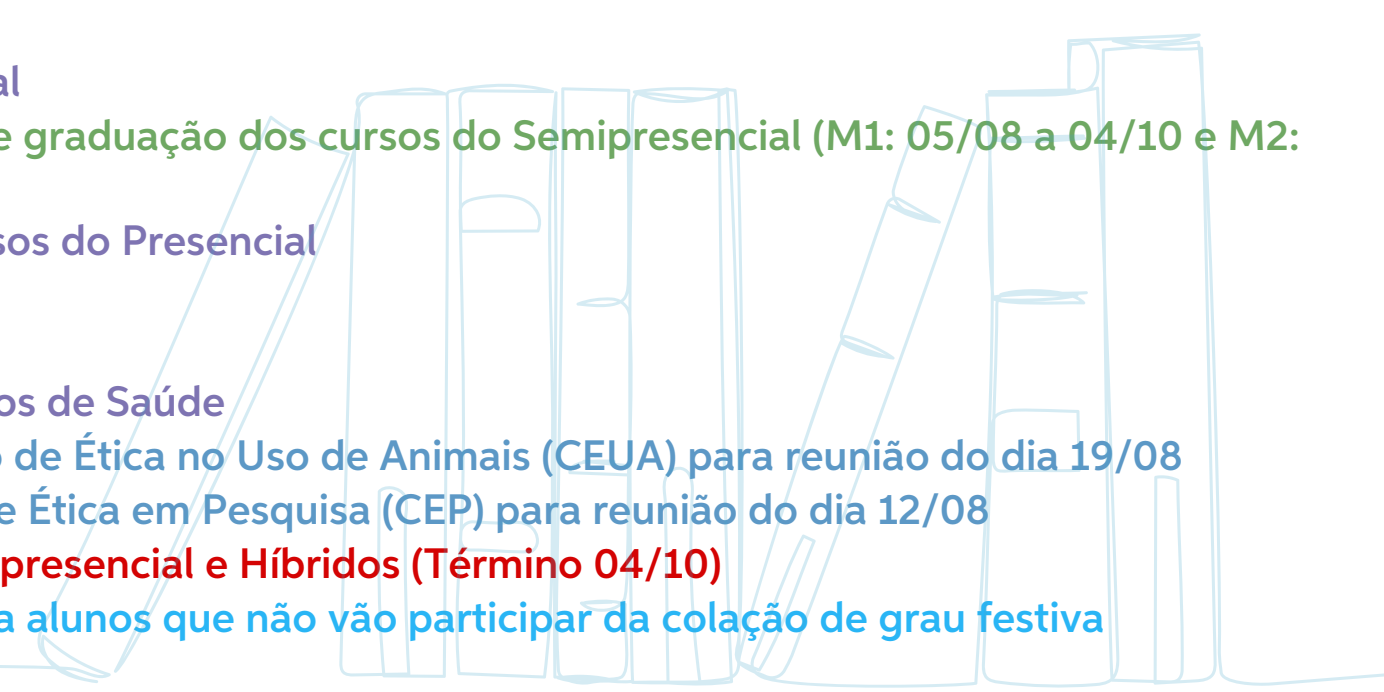 al
e graduação dos cursos do Semipresencial (M1: 05/08 a 04/10 e M2:
sos do Presencial
os de Saúde
o de Ética no Uso de Animais (CEUA) para reunião do dia 19/08
e Ética em Pesquisa (CEP) para reunião do dia 12/08
presencial e Híbridos (Término 04/10)
a alunos que não vão participar da colação de grau festiva